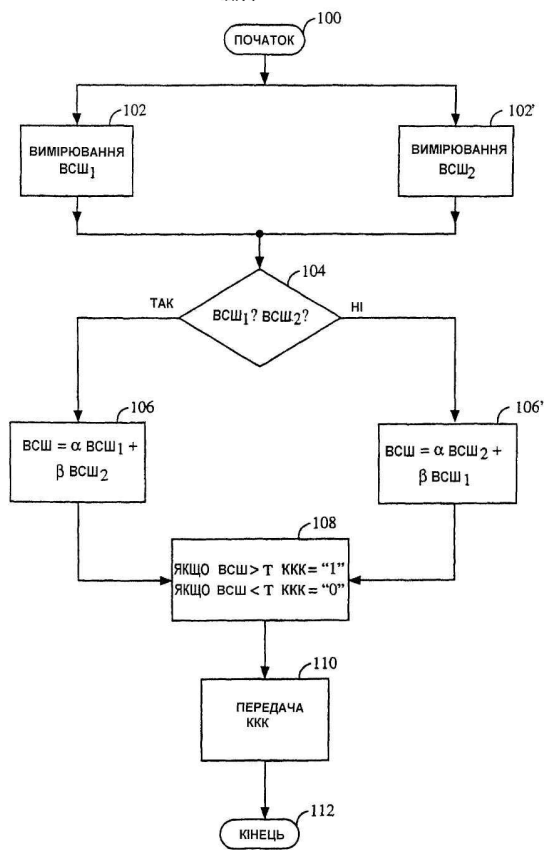 100
ПОЧАТОК
102
ВИМІРЮВАННЯ
ВСШ1
102'
ВИМІРЮВАННЯ
ВСШ2
104
ТАК
ВСШ1? ВСШ2?
НІ
106
ВСШ = α ВСШ1 +
β ВСШ2
106'
ВСШ = α ВСШ2 +
β ВСШ1
108
ЯКЩО ВСШ > T ККК = “1”
ЯКЩО ВСШ < T ККК = “0”
110
ПЕРЕДАЧА
ККК
112
КІНЕЦЬ